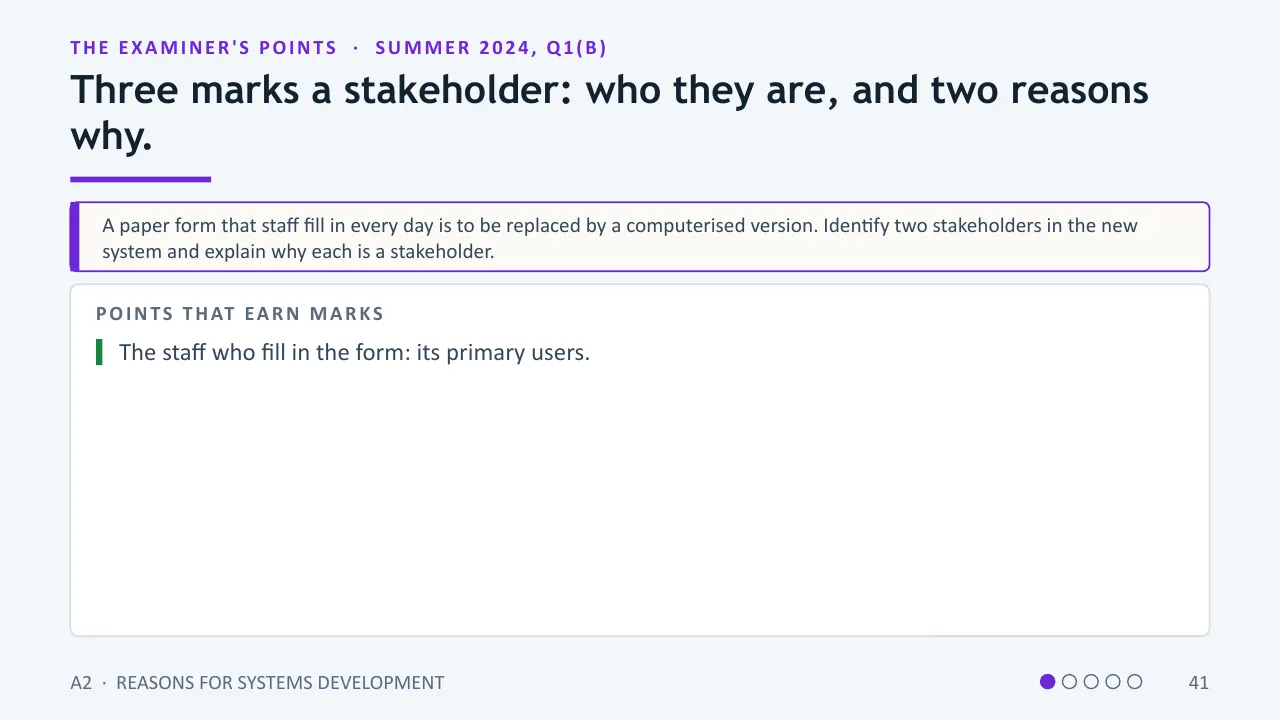 THE EXAMINER'S POINTS · SUMMER 2024, Q1(B)
Three marks a stakeholder: who they are, and two reasons
why.
A paper form that staff fill in every day is to be replaced by a computerised version. Identify two stakeholders in the new
system and explain why each is a stakeholder.
POINTS THAT EARN MARKS
The staff who fill in the form: its primary users.
A2 · REASONS FOR SYSTEMS DEVELOPMENT
41